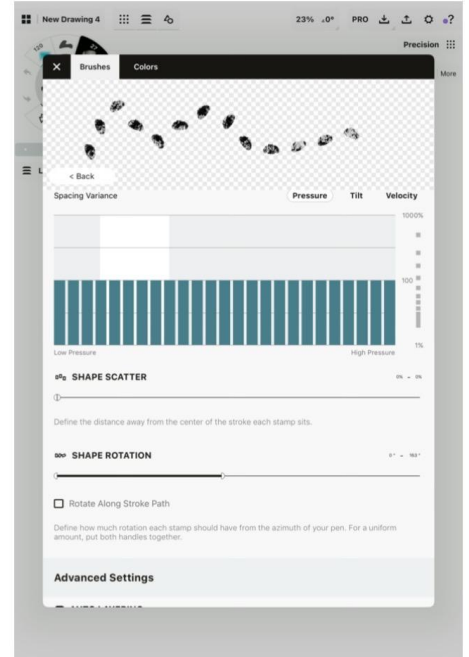 New Drawing 4
23% 0° PRO ?
120 27
Precision
× Brushes Colors
More
< Back
L
Spacing Variance Pressure Tilt Velocity
1000%
100
1%
Low Pressure High Pressure
SHAPE SCATTER 0% - 0%
Define the distance away from the center of the stroke each stamp sits.
SHAPE ROTATION
Rotate Along Stroke Path
Define how much rotation each stamp should have from the azimuth of your pen. For a uniform
amount, put both handles together.
Advanced Settings